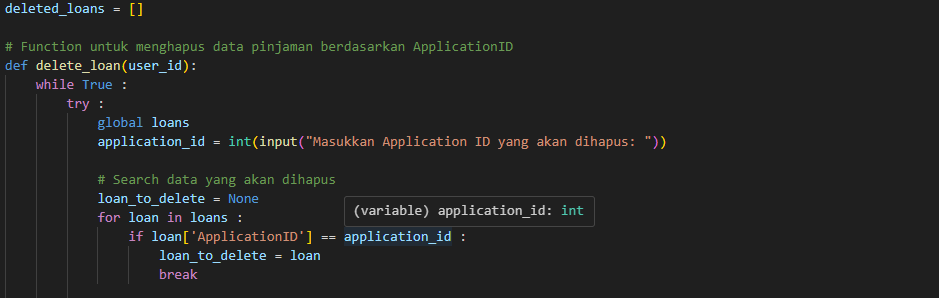 deleted_loans = []
# Function untuk menghapus data pinjaman berdasarkan ApplicationID
def delete_loan(user_id):
while True :
try :
global loans
application_id = int(input("Masukkan Application ID yang akan dihapus: "))
# Search data yang akan dihapus
loan_to_delete = None
(variable) application_id: int
for loan in loans :
if loan['ApplicationID'] == application_id :
loan_to_delete = loan
break